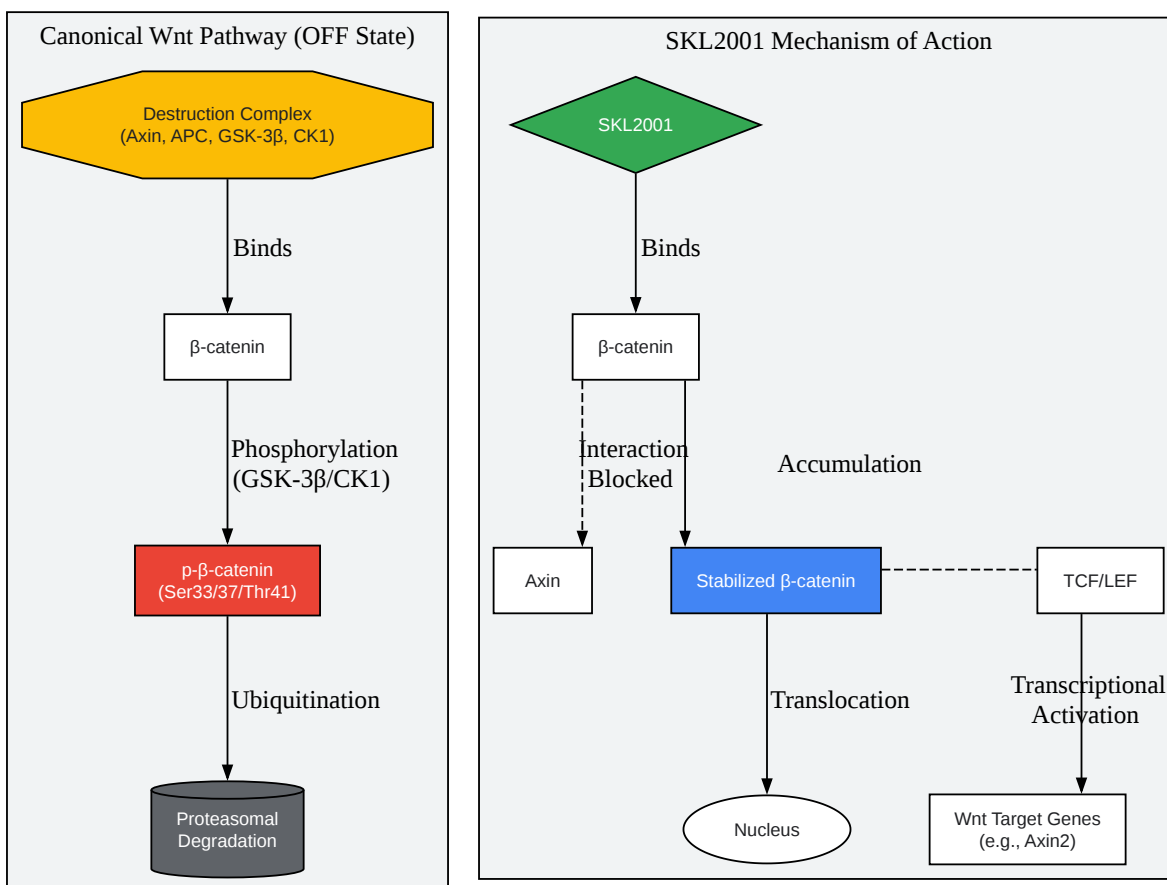 Canonical Wnt Pathway (OFF State)
Destruction Complex
(Axin, APC, GSK-3β, CK1)
Binds
β-catenin
Phosphorylation
(GSK-3β/CK1)
p-β-catenin
(Ser33/37/Thr41)
Ubiquitination
Proteasomal
Degradation
SKL2001 Mechanism of Action
SKL2001
Binds
β-catenin
Interaction
Blocked
Accumulation
Axin
Stabilized β-catenin
TCF/LEF
Translocation
Transcriptional
Activation
Nucleus
Wnt Target Genes
(e.g., Axin2)